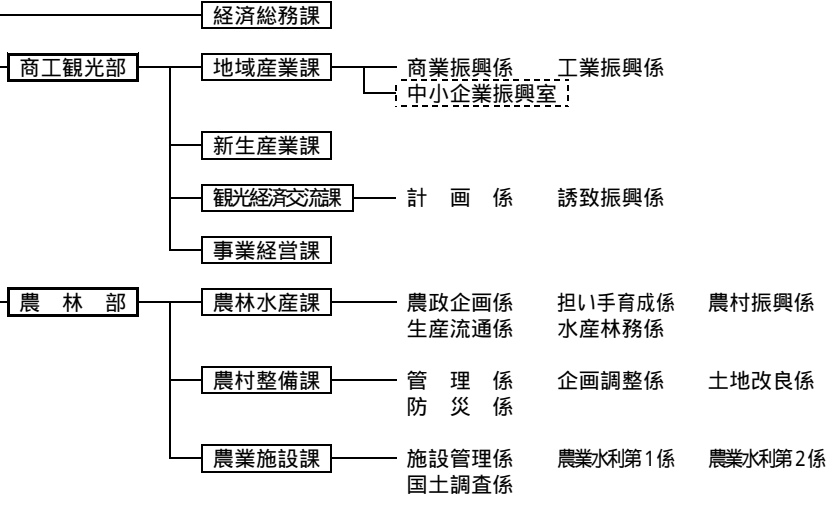 経済総務課
商工観光部 地域産業課 商業振興係 工業振興係
中小企業振興室
新生産業課
観光経済交流課 計 画 係 誘致振興係
事業経営課
農 林 部 農林水産課 農政企画係 担い手育成係 農村振興係
生産流通係 水産林務係
農村整備課 管 理 係 企画調整係 土地改良係
防 災 係
農業施設課 施設管理係 農業水利第1係 農業水利第2係
国土調査係